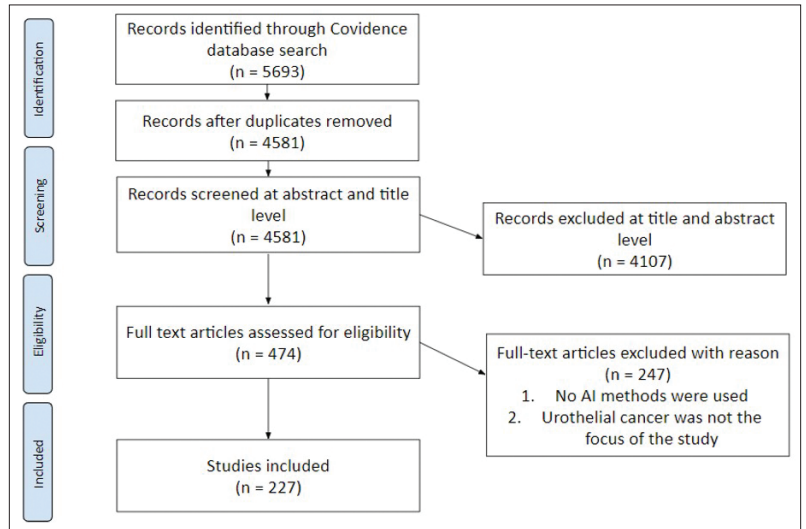 Identification
Records identified through Covidence
database search
(n = 5693)
Records after duplicates removed
(n = 4581)
Screening
Records screened at abstract and title
level
(n = 4581)
Records excluded at title and abstract
level
(n = 4107)
Eligibility
Full text articles assessed for eligibility
(n = 474)
Full-text articles excluded with reason
(n = 247)
1. No AI methods were used
2. Urothelial cancer was not the
focus of the study
Included
Studies included
(n = 227)